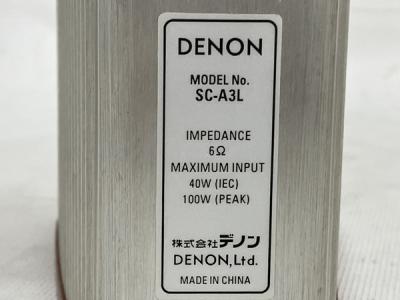 DENON
MODEL No.
SC-A3L
IMPEDANCE
6Ω
MAXIMUM INPUT
40W (IEC)
100W (PEAK)
株式会社デノン
DENON,Ltd.
MADE IN CHINA